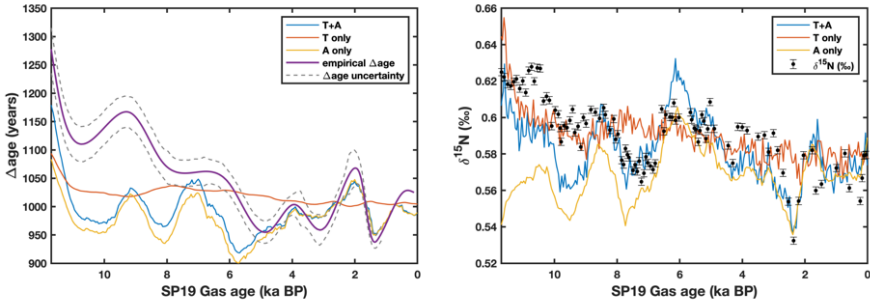 1350
1300
1250
1200
1150
1100
1050
1000
950
900
Δage (years)
T+A
T only
A only
empirical Δage
Δage uncertainty
10
8
6
4
2
0
SP19 Gas age (ka BP)
0.66
0.64
0.62
0.6
0.58
0.56
0.54
0.52
δ¹⁵N (‰)
T+A
T only
A only
δ¹⁵N (‰)
10
8
6
4
2
0
SP19 Gas age (ka BP)